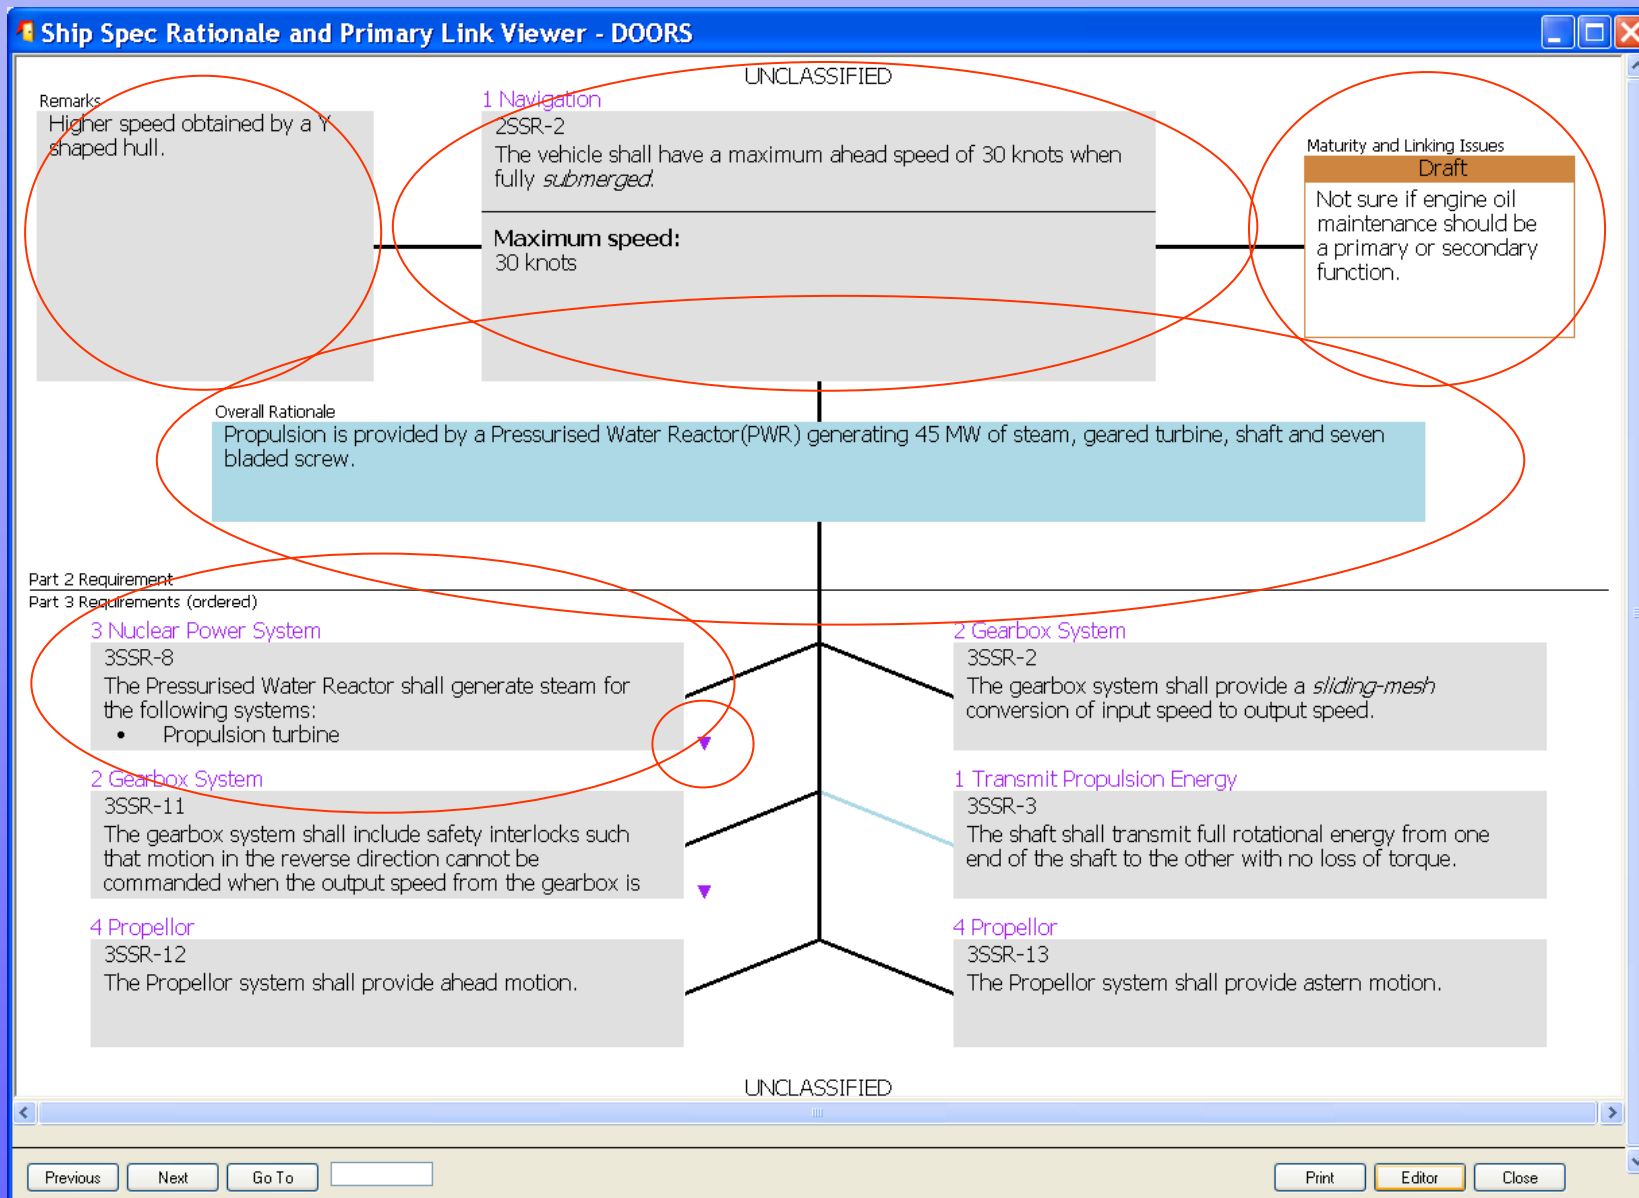 Ship Spec Rationale and Primary Link Viewer - DOORS
UNCLASSIFIED
Remarks
Higher speed obtained by a Y
shaped hull.
1 Navigation
2SSR-2
The vehicle shall have a maximum ahead speed of 30 knots when
fully submerged.
Maximum speed:
30 knots
Maturity and Linking Issues
Draft
Not sure if engine oil
maintenance should be
a primary or secondary
function.
Overall Rationale
Propulsion is provided by a Pressurised Water Reactor(PWR) generating 45 MW of steam, geared turbine, shaft and seven
bladed screw.
Part 2 Requirement
Part 3 Requirements (ordered)
3 Nuclear Power System
3SSR-8
The Pressurised Water Reactor shall generate steam for
the following systems:
• Propulsion turbine
2 Gearbox System
3SSR-2
The gearbox system shall provide a sliding-mesh
conversion of input speed to output speed.
2 Gearbox System
3SSR-11
The gearbox system shall include safety interlocks such
that motion in the reverse direction cannot be
commanded when the output speed from the gearbox is
1 Transmit Propulsion Energy
3SSR-3
The shaft shall transmit full rotational energy from one
end of the shaft to the other with no loss of torque.
4 Propellor
3SSR-12
The Propellor system shall provide ahead motion.
4 Propellor
3SSR-13
The Propellor system shall provide astern motion.
UNCLASSIFIED
Previous
Next
Go To
Print
Editor
Close